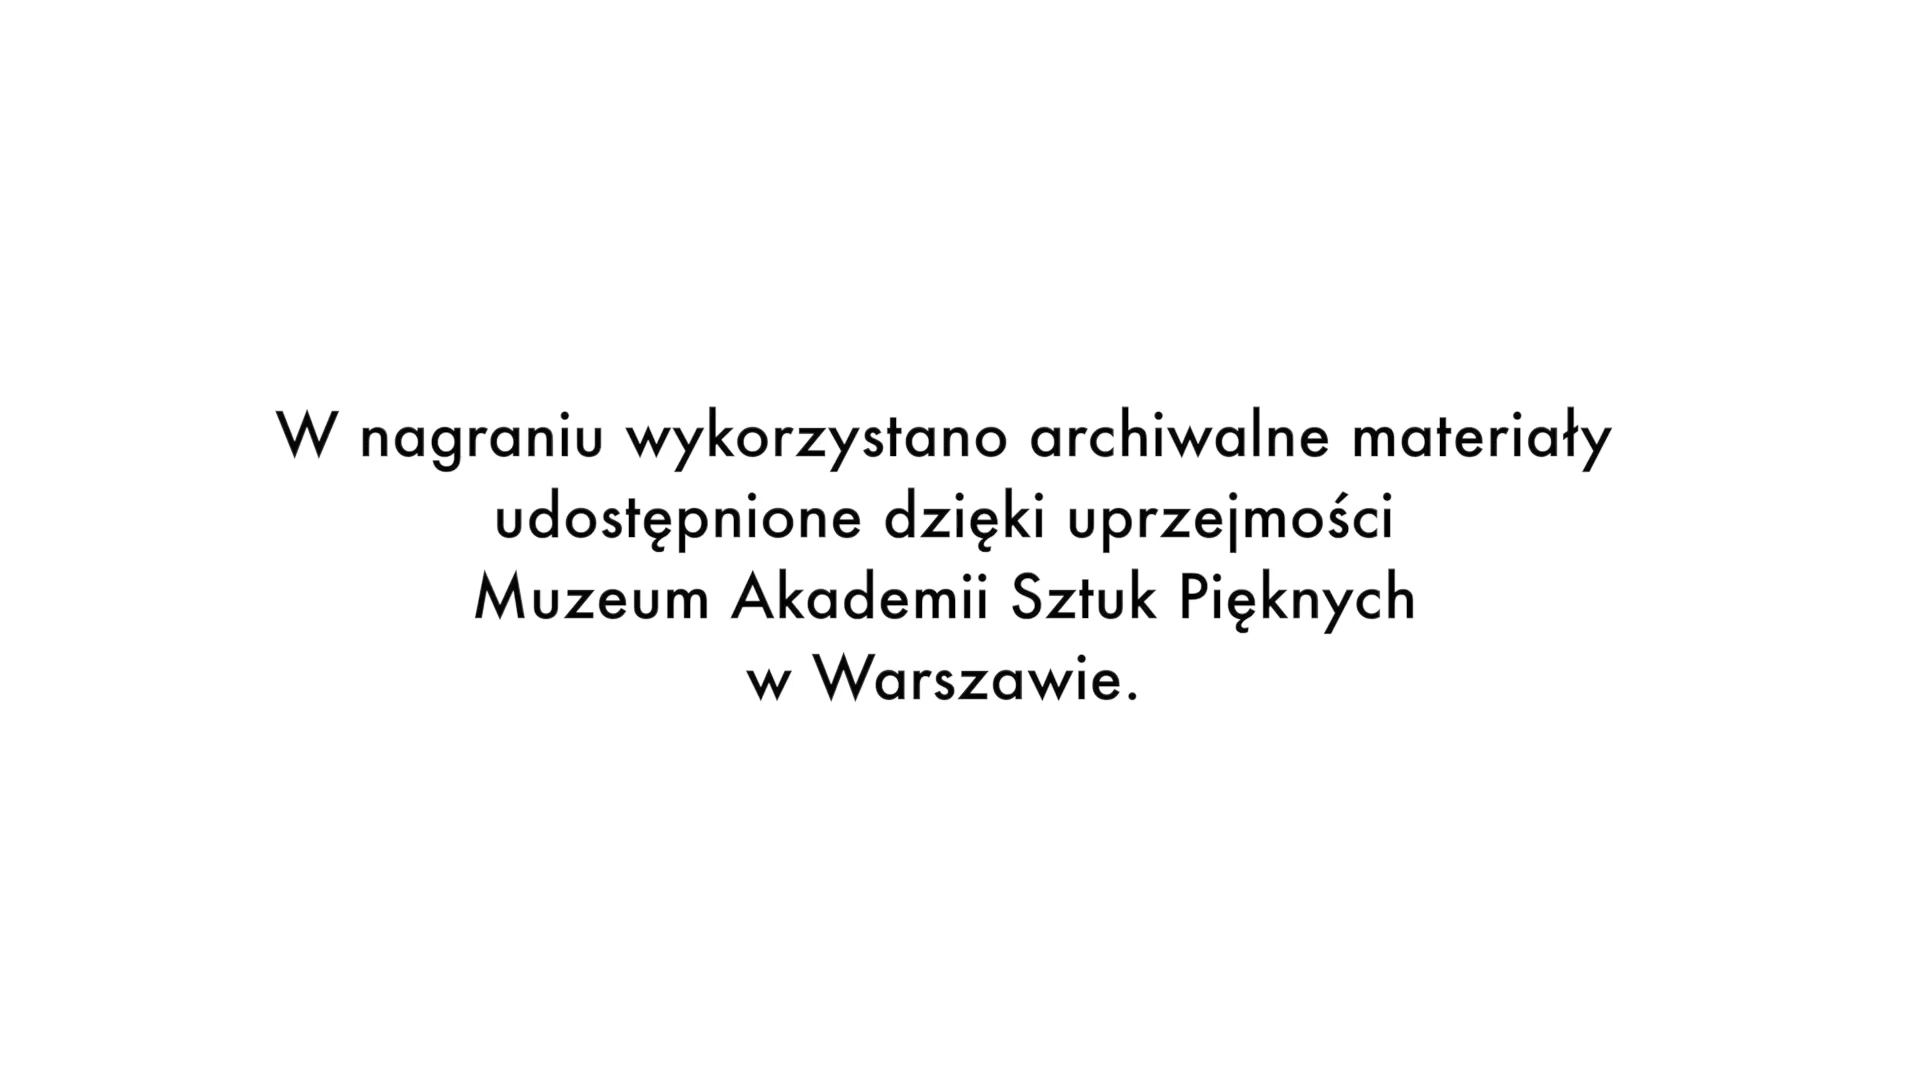 W nagraniu wykorzystano archiwalne materiały
udostępnione dzięki uprzejmości
Muzeum Akademii Sztuk Pięknych
w Warszawie.